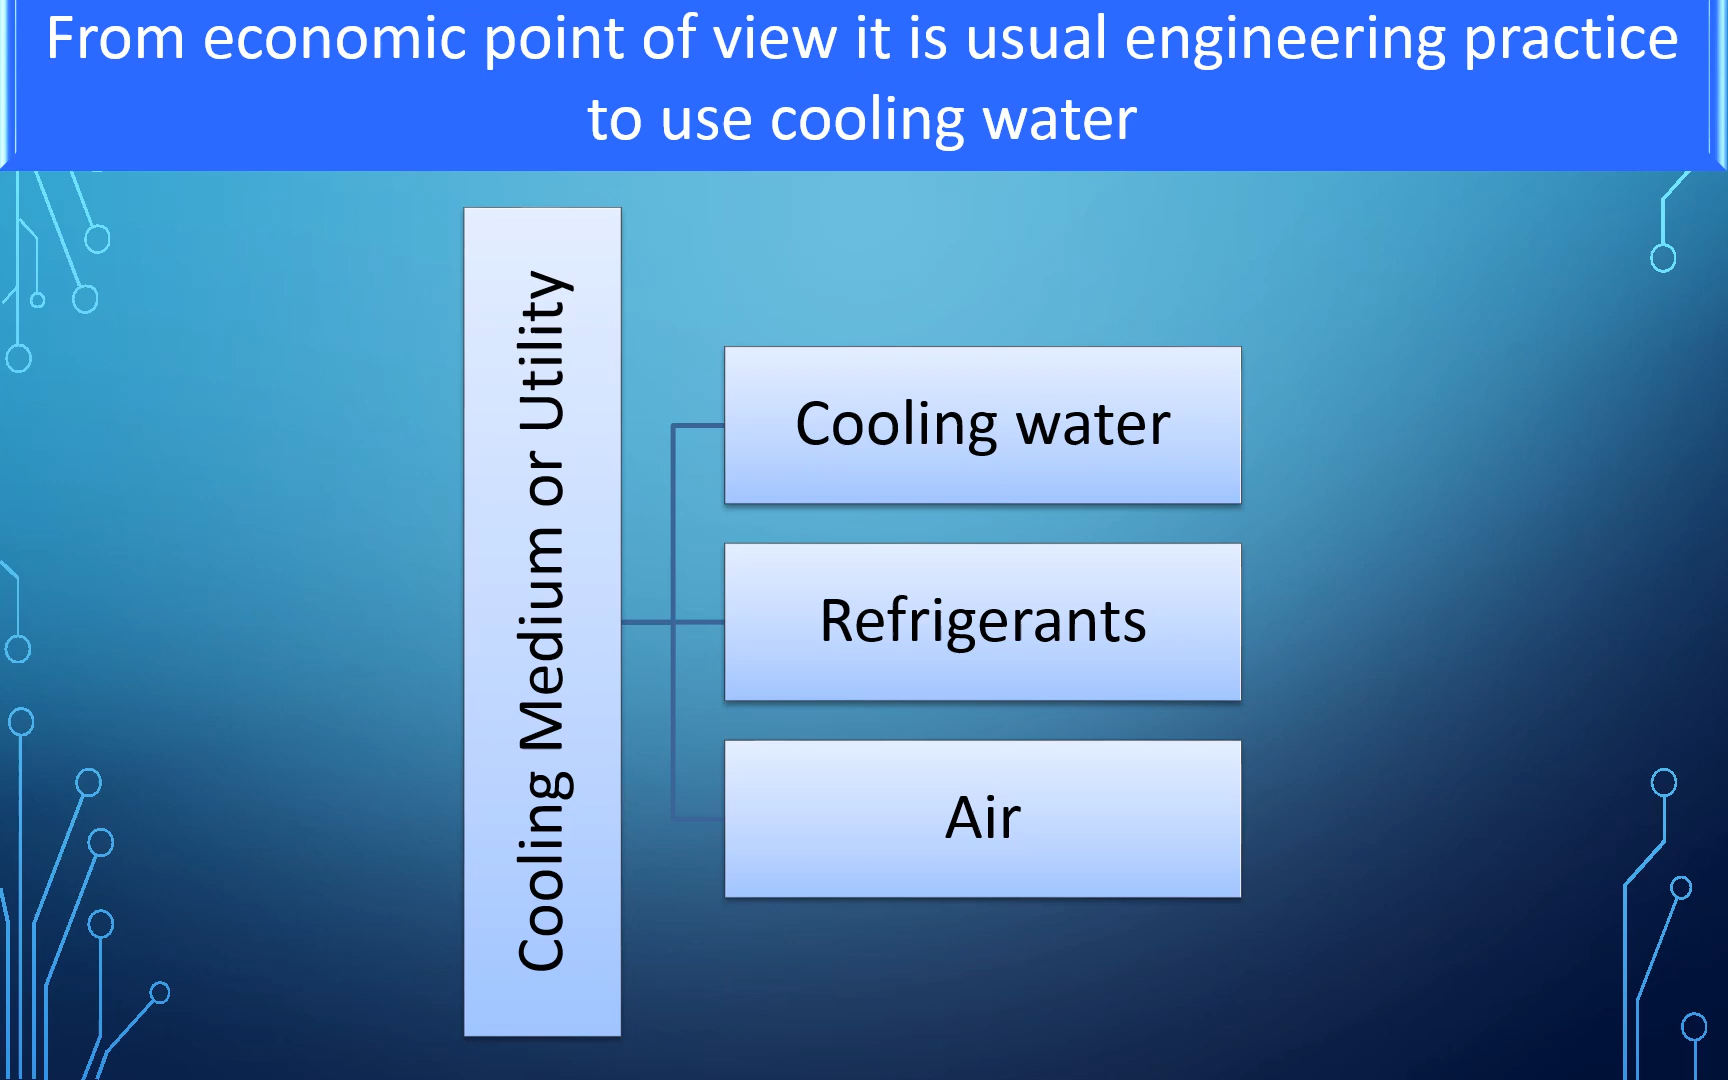 From economic point of view it is usual engineering practice
to use cooling water
Cooling Medium or Utility
Cooling water
Refrigerants
Air